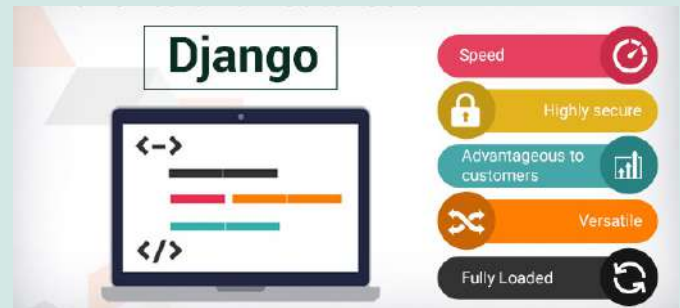 Django
<->
</>
Speed
Highly secure
Advantageous to
customers
Versatile
Fully Loaded